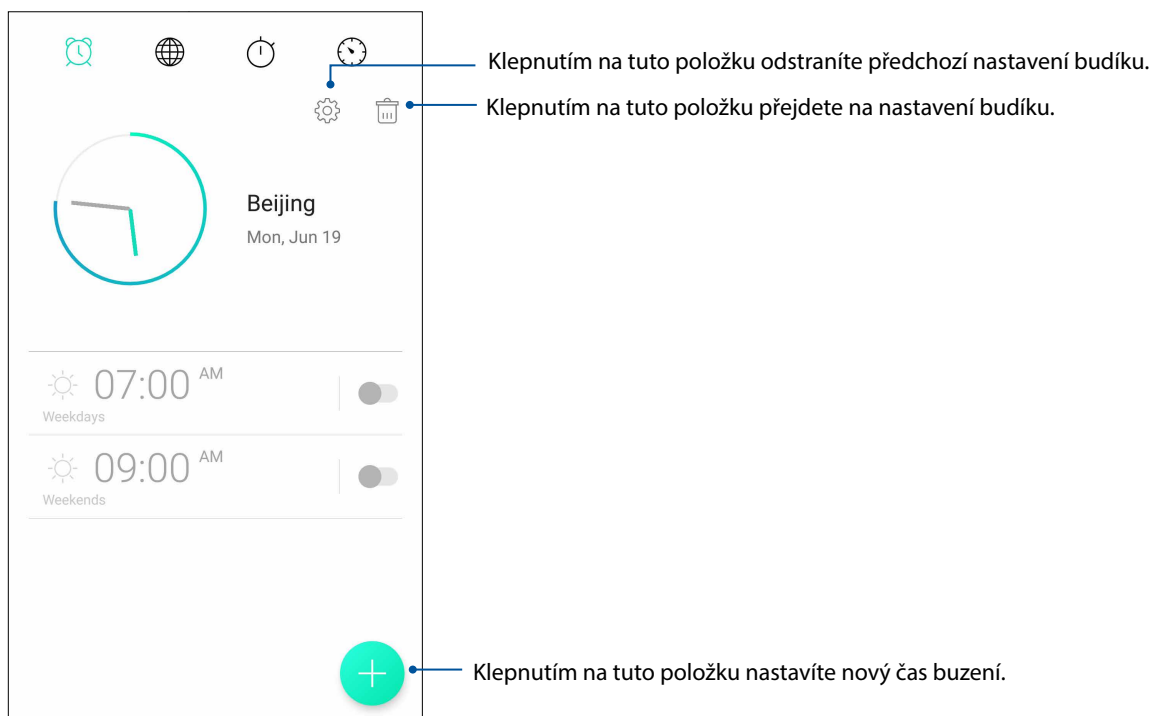 Klepnutím na tuto položku odstraníte předchozí nastavení budíku.
Klepnutím na tuto položku přejdete na nastavení budíku.
Beijing
Mon, Jun 19
07:00 AM
Weekdays
09:00 AM
Weekends
Klepnutím na tuto položku nastavíte nový čas buzení.